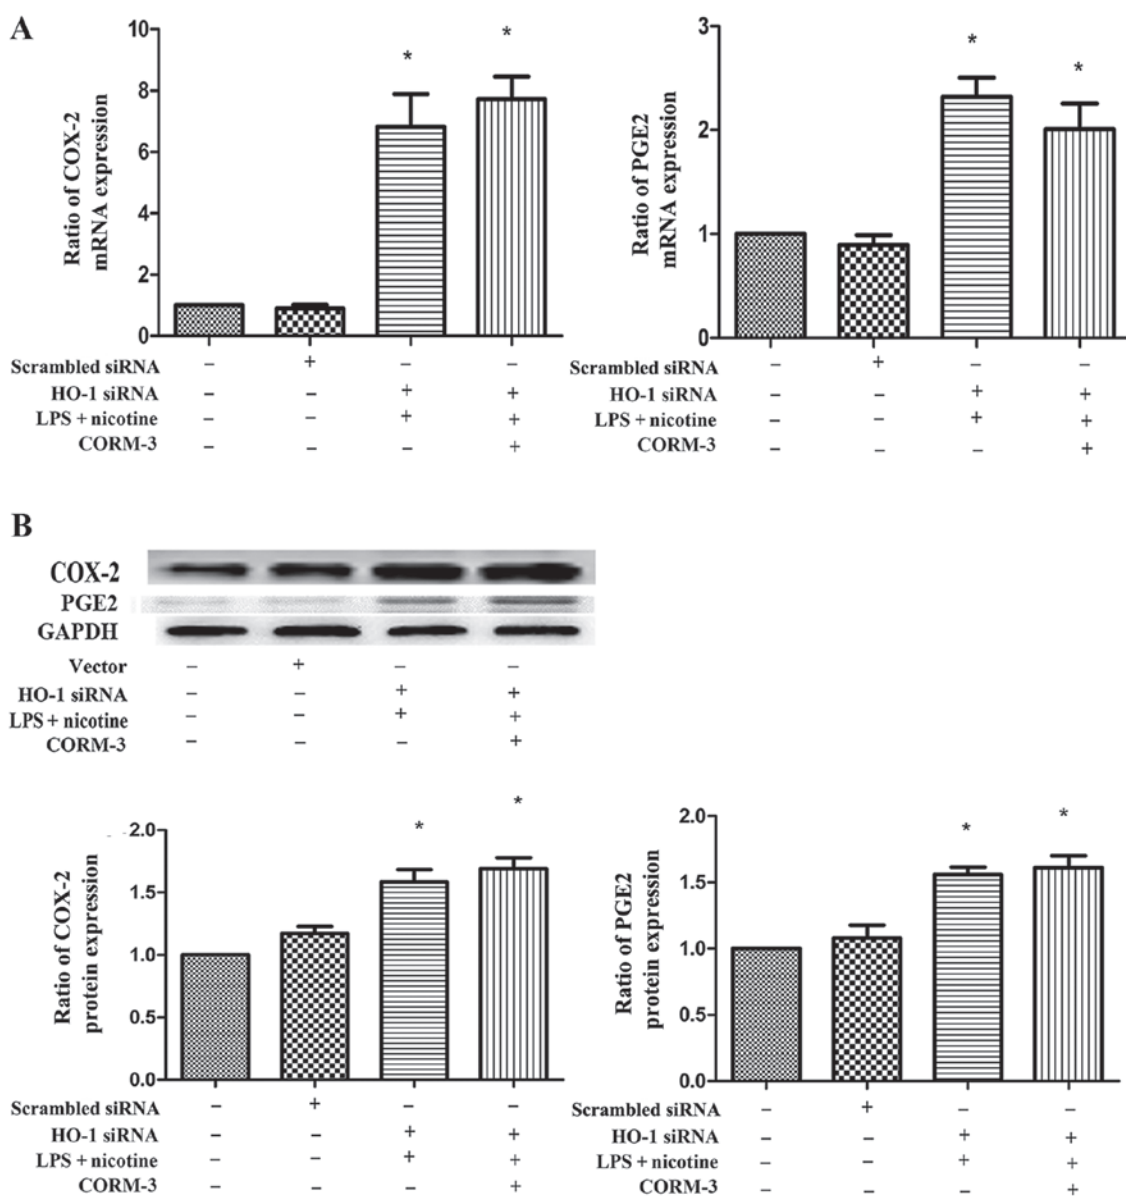 A
Ratio of COX-2
mRNA expression
10
8
6
4
2
0
*
*
Scrambled siRNA – + – –
HO-1 siRNA – – + +
LPS + nicotine – – + +
CORM-3 – – – +
Ratio of PGE2
mRNA expression
3
2
1
0
*
*
Scrambled siRNA – + – –
HO-1 siRNA – – + +
LPS + nicotine – – + +
CORM-3 – – – +
B
COX-2
PGE2
GAPDH
Vector – + – –
HO-1 siRNA – – + +
LPS + nicotine – – + +
CORM-3 – – – +
Ratio of COX-2
protein expression
2.0
1.5
1.0
0.5
0.0
*
*
Scrambled siRNA – + – –
HO-1 siRNA – – + +
LPS + nicotine – – + +
CORM-3 – – – +
Ratio of PGE2
protein expression
2.0
1.5
1.0
0.5
0.0
*
*
Scrambled siRNA – + – –
HO-1 siRNA – – + +
LPS + nicotine – – + +
CORM-3 – – – +